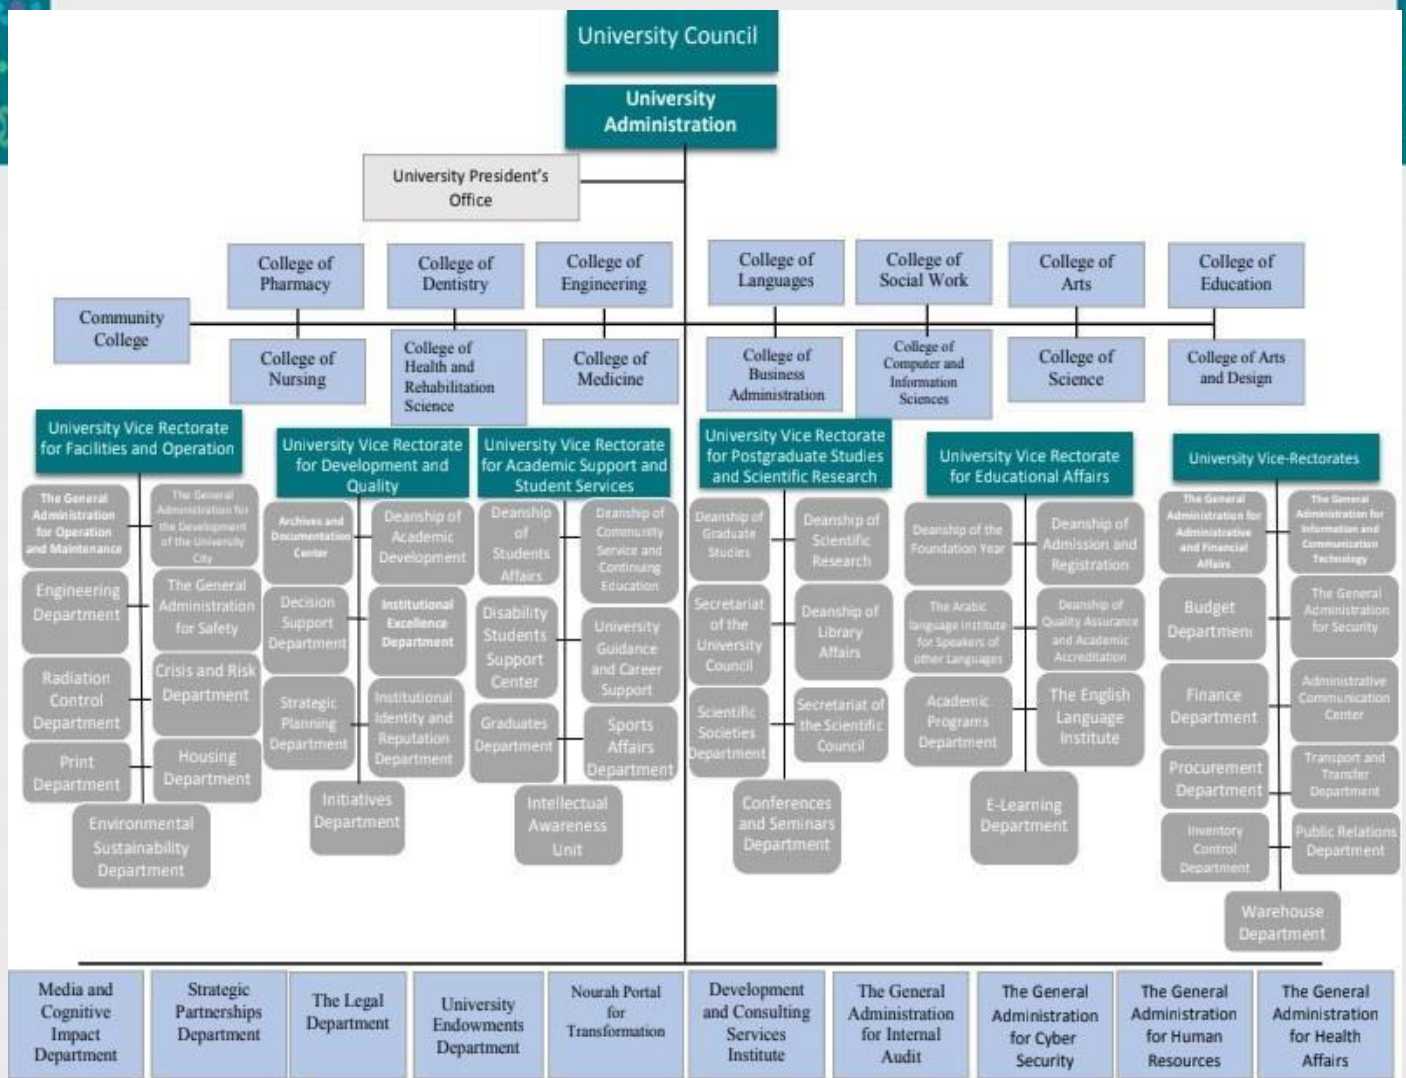 University Council
University
Administration
University President's
Office
College of
Pharmacy
College of
Dentistry
College of
Engineering
College of
Languages
College of
Social Work
College of
Arts
College of
Education
Community
College
College of
Nursing
College of
Health and
Rehabilitation
Science
College of
Medicine
College of
Business
Administration
College of
Computer and
Information
Sciences
College of
Science
College of Arts
and Design
University Vice Rectorate
for Facilities and Operation
The General
Administration
for Operation
and Maintenance
The General
Administration for
the Development
of the University
City
Engineering
Department
The General
Administration
for Safety
Radiation
Control
Department
Crisis and Risk
Department
Print
Department
Housing
Department
Environmental
Sustainability
Department
University Vice Rectorate
for Development and
Quality
Archives and
Documentation
Center
Deanship of
Academic
Development
Decision
Support
Department
Institutional
Excellence
Department
Strategic
Planning
Department
Institutional
Identity and
Reputation
Department
Initiatives
Department
University Vice Rectorate
for Academic Support and
Student Services
Deanship
of
Students
Affairs
Deanship of
Community
Service and
Continuing
Education
Disability
Students
Support
Center
University
Guidance
and Career
Support
Graduates
Department
Sports
Affairs
Department
Intellectual
Awareness
Unit
University Vice Rectorate
for Postgraduate Studies
and Scientific Research
Deanship of
Graduate
Studies
Deanship of
Scientific
Research
Secretariat
of the
University
Council
Deanship of
Library
Affairs
Scientific
Societies
Department
Secretariat of
the Scientific
Council
Conferences
and Seminars
Department
University Vice Rectorate
for Educational Affairs
Deanship of the
Foundation Year
Deanship of
Admission and
Registration
The Arabic
language institute
for Speakers of
other Languages
Deanship of
Quality Assurance
and Academic
Accreditation
Academic
Programs
Department
The English
Language
Institute
E-Learning
Department
University Vice-Rectorates
The General
Administration for
Administrative
and Financial
Affairs
The General
Administration for
Information and
Communication
Technology
Budget
Department
The General
Administration
for Security
Finance
Department
Administrative
Communication
Center
Procurement
Department
Transport and
Transfer
Department
Inventory
Control
Department
Public Relations
Department
Warehouse
Department
Media and
Cognitive
Impact
Department
Strategic
Partnerships
Department
The Legal
Department
University
Endowments
Department
Nourah Portal
for
Transformation
Development
and Consulting
Services
Institute
The General
Administration
for Internal
Audit
The General
Administration
for Cyber
Security
The General
Administration
for Human
Resources
The General
Administration
for Health
Affairs